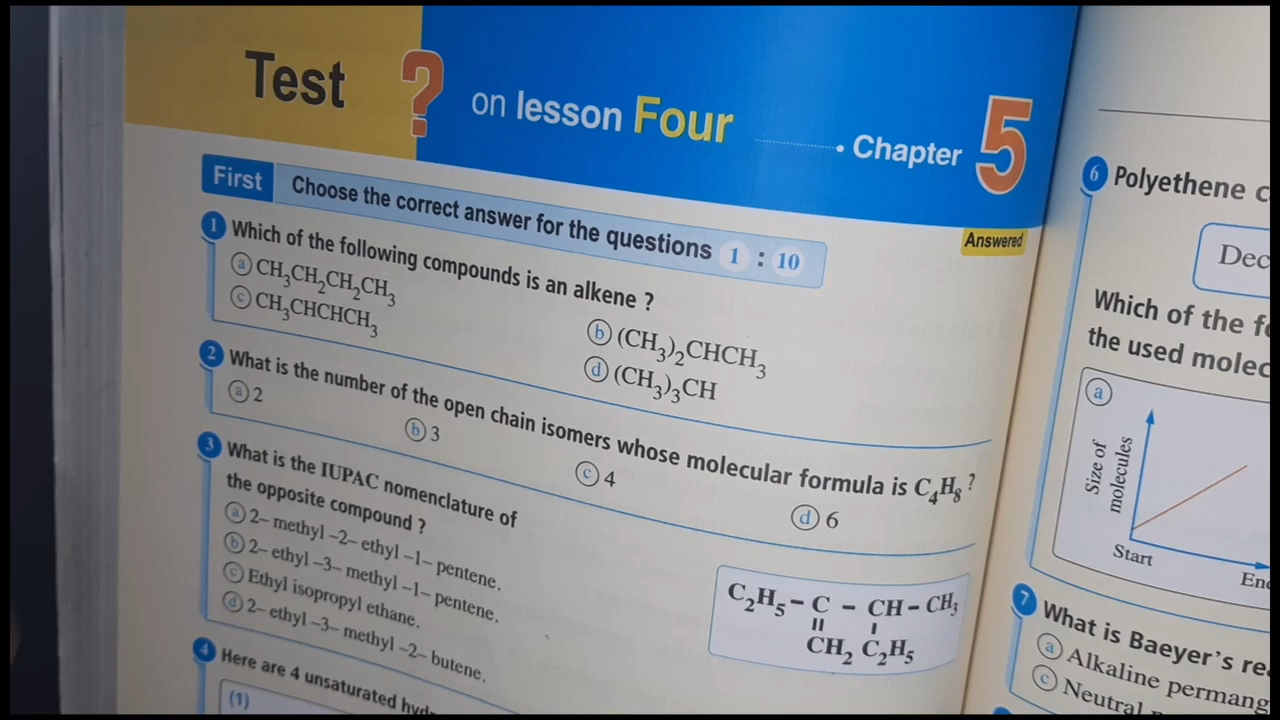 Test ? on lesson Four ........ • Chapter 5
First Choose the correct answer for the questions 1 : 10
Answered
1 Which of the following compounds is an alkene ?
a CH₃CH₂CH₂CH₃
b (CH₃)₂CHCH₃
c CH₃CHCHCH₃
d (CH₃)₃CH
2 What is the number of the open chain isomers whose molecular formula is C₄H₈ ?
a 2
b 3
c 4
d 6
3 What is the IUPAC nomenclature of
the opposite compound ?
a 2– methyl –2– ethyl –1– pentene.
b 2– ethyl –3– methyl –1– pentene.
c Ethyl isopropyl ethane.
d 2– ethyl –3– methyl –2– butene.
C₂H₅ – C – CH – CH₃
CH₂ C₂H₅
4 Here are 4 unsaturated
(1)
6 Polyethene
Which of the
the used
a
Size of
molecules
Start
7 What is Baeyer's
a Alkaline
c Neutral